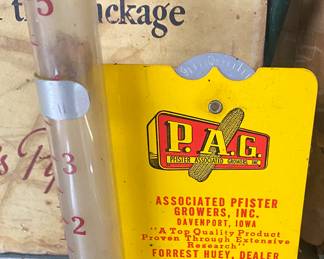 5
t  Package
3
2
P.A.G.
PFISTER ASSOCIATED GROWERS, INC.
ASSOCIATED PFISTER
GROWERS, INC.
DAVENPORT, IOWA
"A Top Quality Product
Proven Through Extensive
Research"
FORREST HUEY, DEALER